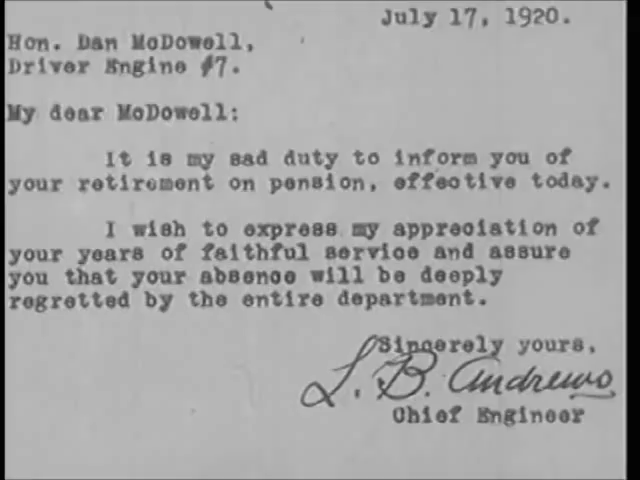 July 17, 1920.
Hon. Dan McDowell,
Driver Engine #7.
My dear McDowell:
It is my sad duty to inform you of
your retirement on pension, effective today.
I wish to express my appreciation of
your years of faithful service and assure
you that your absence will be deeply
regretted by the entire department.
Sincerely yours,
L. B. Andrews
Chief Engineer